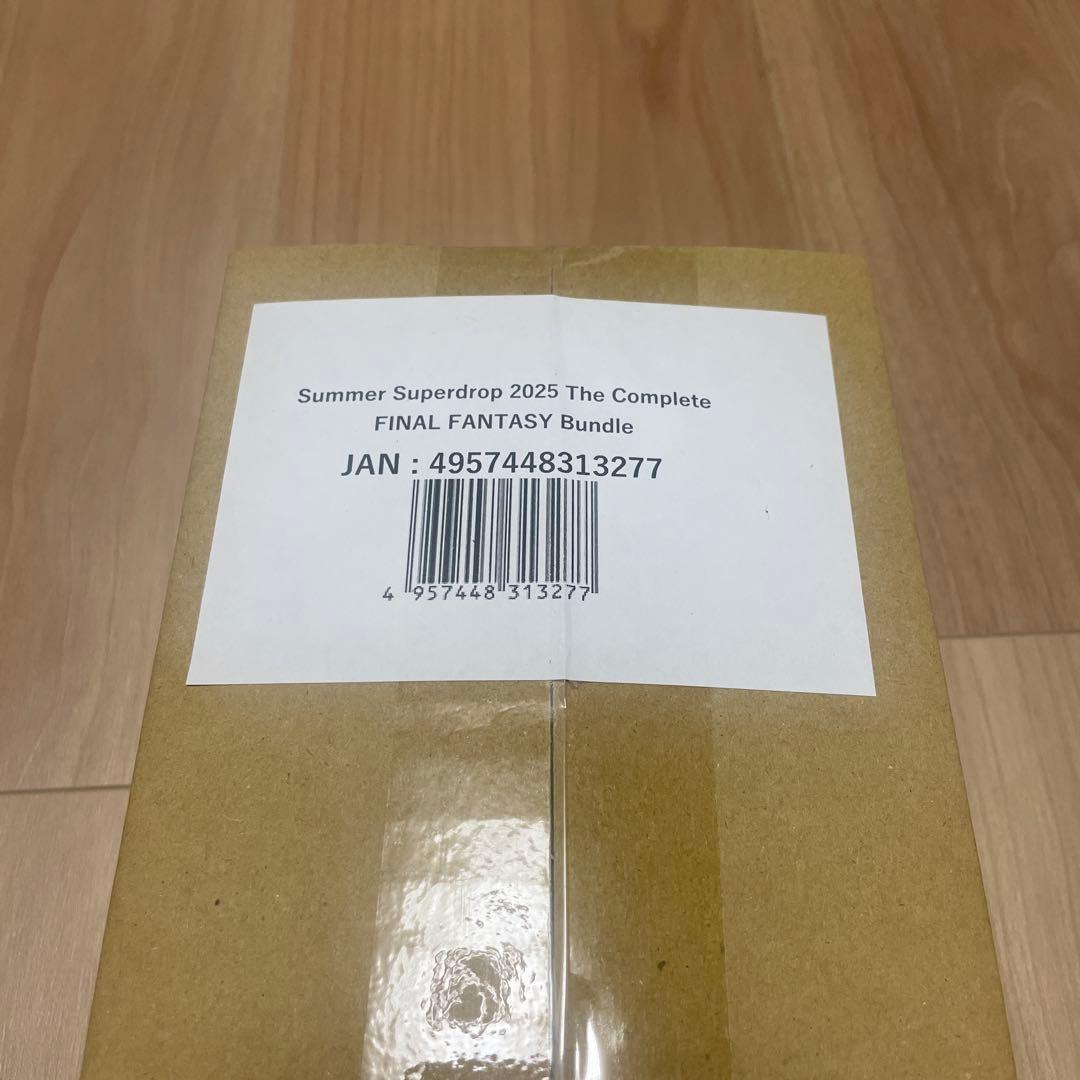 Summer Superdrop 2025 The Complete
FINAL FANTASY Bundle
JAN : 4957448313277
4 957448 313277